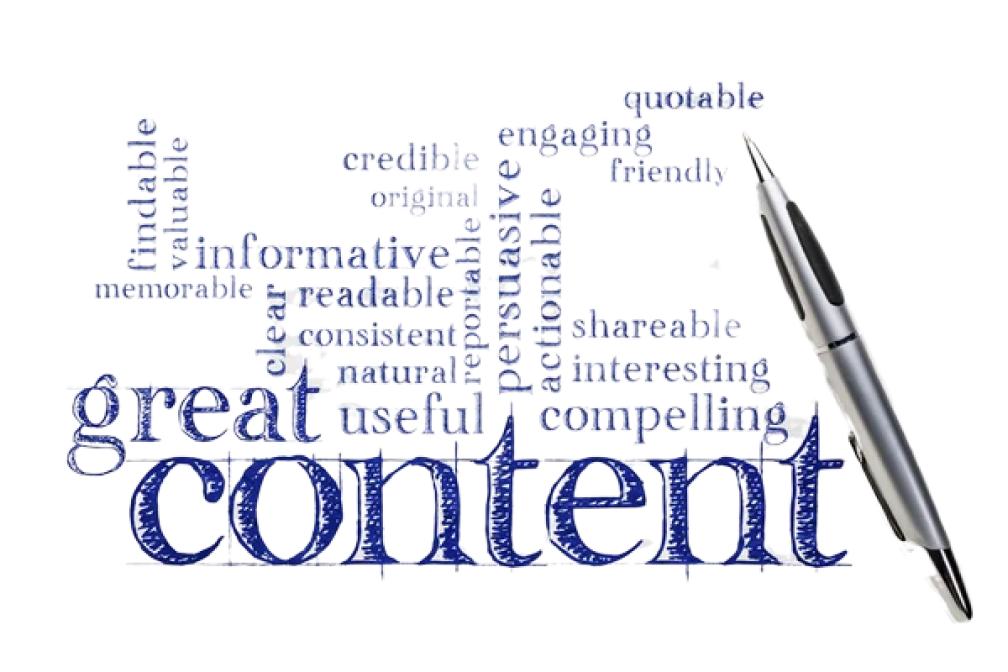 quotable
engaging
friendly
credible
original
findable
valuable
informative
memorable
clear
readable
consistent
natural
reportable
persuasive
actionable
shareable
interesting
great
useful
compelling
content